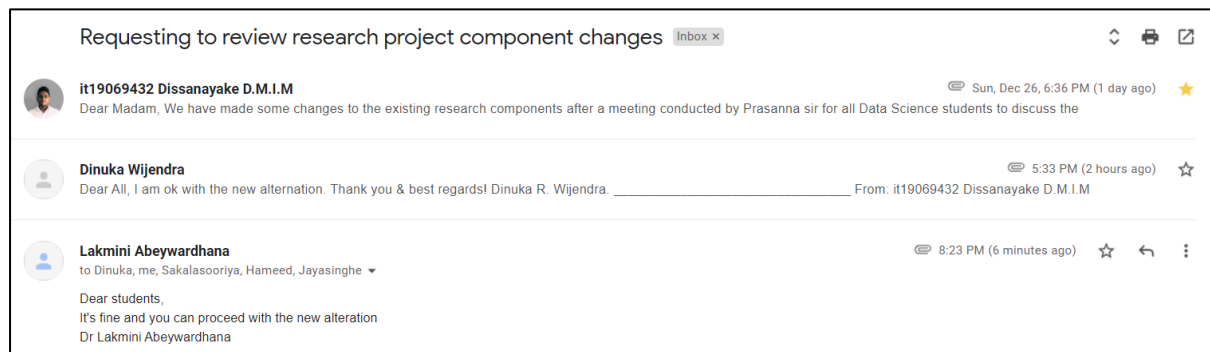 Requesting to review research project component changes Inbox ×
it19069432 Dissanayake D.M.I.M Sun, Dec 26, 6:36 PM (1 day ago)
Dear Madam, We have made some changes to the existing research components after a meeting conducted by Prasanna sir for all Data Science students to discuss the
Dinuka Wijendra 5:33 PM (2 hours ago)
Dear All, I am ok with the new alternation. Thank you & best regards! Dinuka R. Wijendra. ________________________________ From: it19069432 Dissanayake D.M.I.M
Lakmini Abeywardhana 8:23 PM (6 minutes ago)
to Dinuka, me, Sakalasooriya, Hameed, Jayasinghe
Dear students,
It's fine and you can proceed with the new alteration
Dr Lakmini Abeywardhana